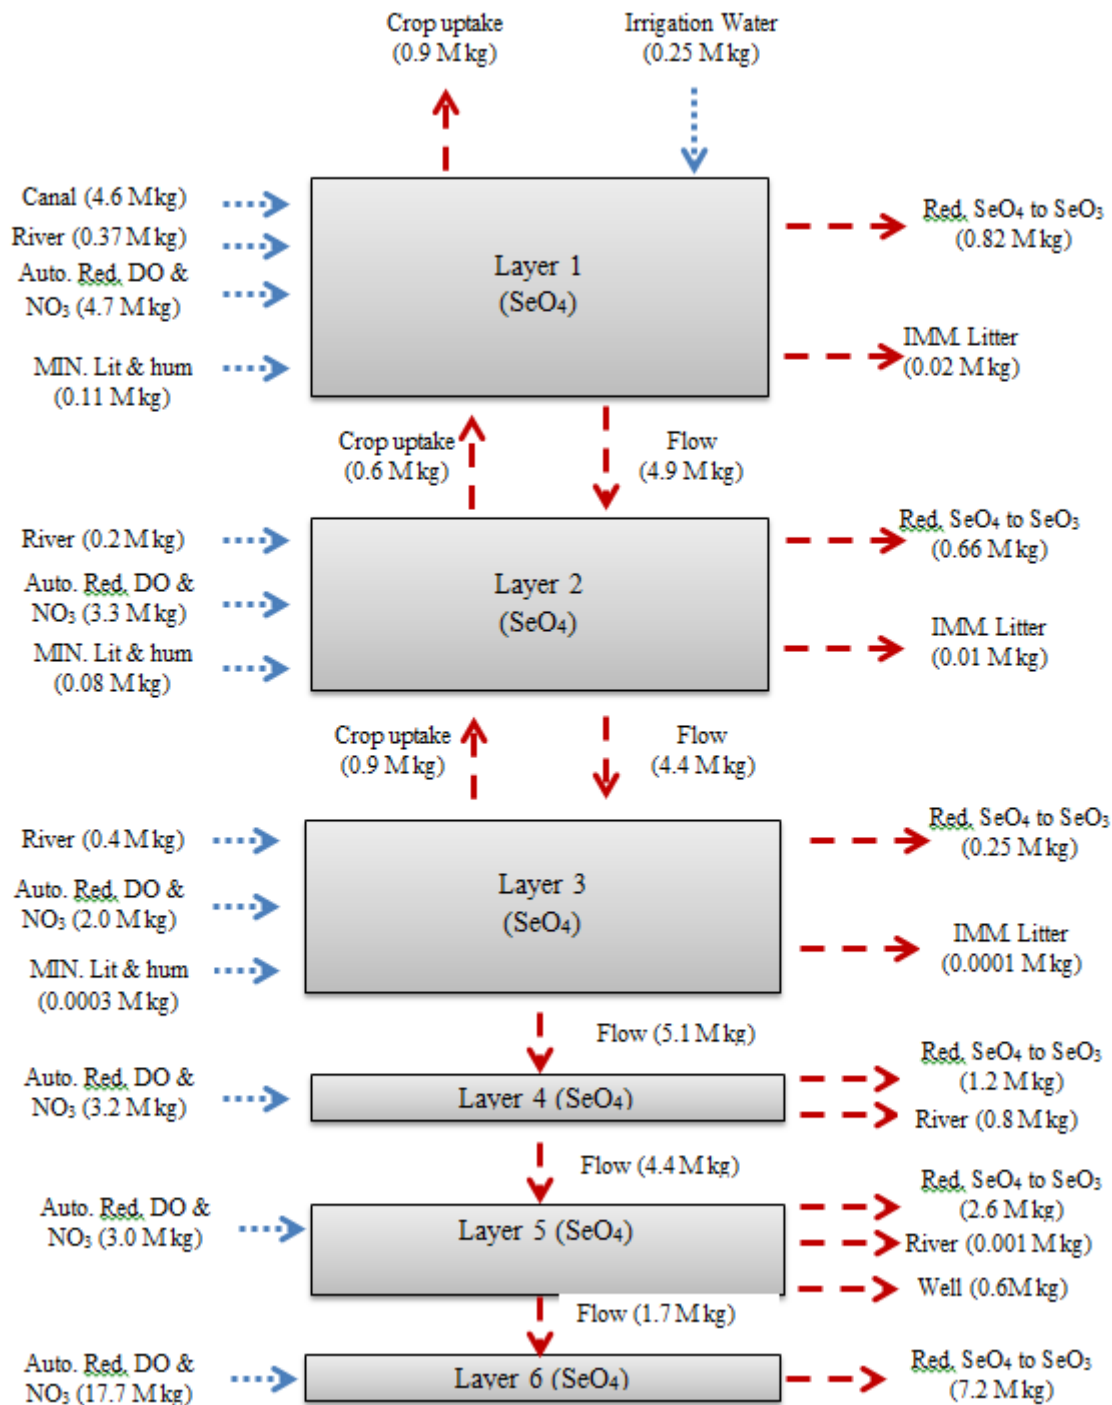 Crop uptake
(0.9 M kg)
Irrigation Water
(0.25 M kg)
Canal (4.6 M kg)
River (0.37 M kg)
Auto. Red. DO &
NO₃ (4.7 M kg)
MIN. Lit & hum
(0.11 M kg)
Layer 1
(SeO₄)
Red. SeO₄ to SeO₃
(0.82 M kg)
IMM. Litter
(0.02 M kg)
Crop uptake
(0.6 M kg)
Flow
(4.9 M kg)
River (0.2 M kg)
Auto. Red. DO &
NO₃ (3.3 M kg)
MIN. Lit & hum
(0.08 M kg)
Layer 2
(SeO₄)
Red. SeO₄ to SeO₃
(0.66 M kg)
IMM. Litter
(0.01 M kg)
Crop uptake
(0.9 M kg)
Flow
(4.4 M kg)
River (0.4 M kg)
Auto. Red. DO &
NO₃ (2.0 M kg)
MIN. Lit & hum
(0.0003 M kg)
Layer 3
(SeO₄)
Red. SeO₄ to SeO₃
(0.25 M kg)
IMM. Litter
(0.0001 M kg)
Flow (5.1 M kg)
Auto. Red. DO &
NO₃ (3.2 M kg)
Layer 4 (SeO₄)
Red. SeO₄ to SeO₃
(1.2 M kg)
River (0.8 M kg)
Flow (4.4 M kg)
Auto. Red. DO &
NO₃ (3.0 M kg)
Layer 5 (SeO₄)
Red. SeO₄ to SeO₃
(2.6 M kg)
River (0.001 M kg)
Well (0.6M kg)
Flow (1.7 M kg)
Auto. Red. DO &
NO₃ (17.7 M kg)
Layer 6 (SeO₄)
Red. SeO₄ to SeO₃
(7.2 M kg)